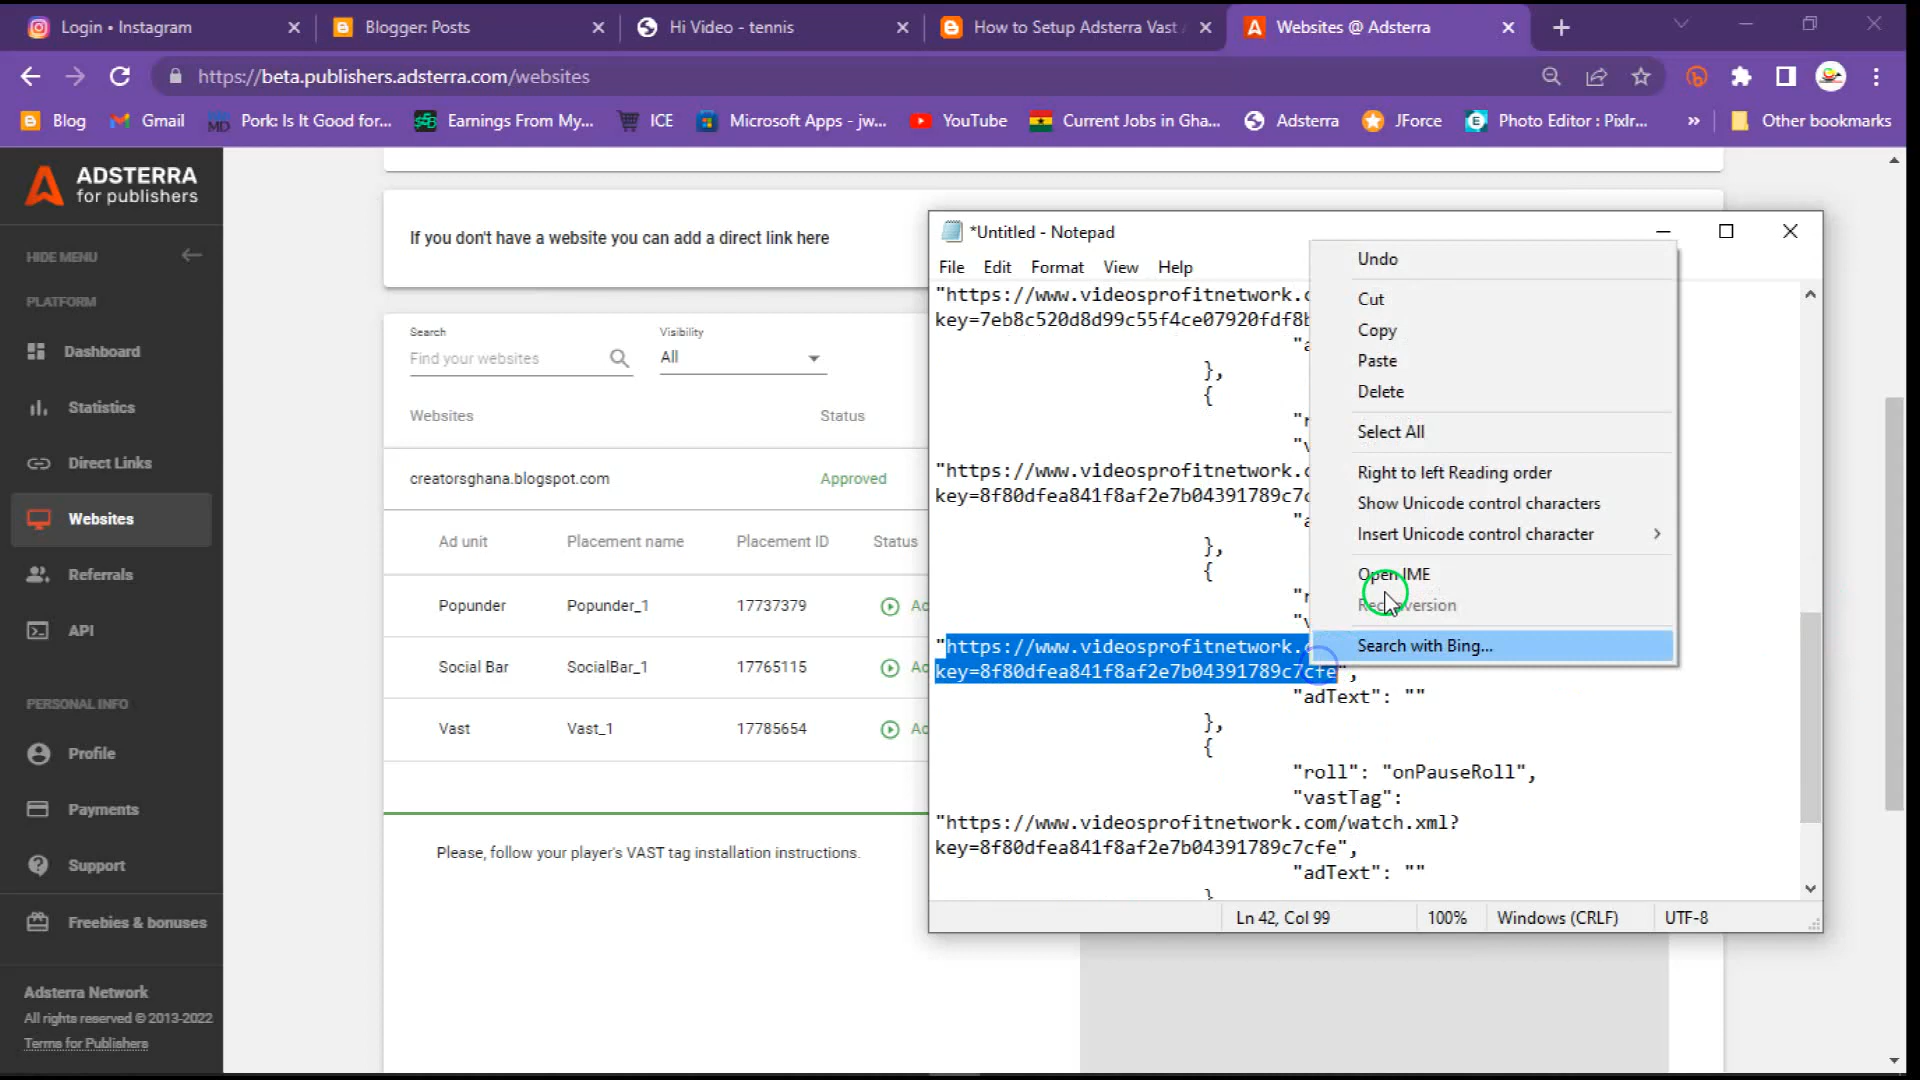 Login • Instagram
Blogger: Posts
Hi Video - tennis
How to Setup Adsterra Vast
Websites @ Adsterra
https://beta.publishers.adsterra.com/websites
Blog
Gmail
Pork: Is It Good for...
Earnings From My...
ICE
Microsoft Apps - jw...
YouTube
Current Jobs in Gha...
Adsterra
JForce
Photo Editor : Pixlr...
»
Other bookmarks
ADSTERRA
for publishers
HIDE MENU
PLATFORM
Dashboard
Statistics
Direct Links
Websites
Referrals
API
PERSONAL INFO
Profile
Payments
Support
Freebies & bonuses
Adsterra Network
All rights reserved © 2013-2022
Terms for Publishers
If you don't have a website you can add a direct link here
Search
Find your websites
Visibility
All
Websites
Status
creatorsghana.blogspot.com
Approved
Ad unit
Placement name
Placement ID
Status
Popunder
Popunder_1
17737379
Social Bar
SocialBar_1
17765115
Vast
Vast_1
17785654
Please, follow your player's VAST tag installation instructions.
*Untitled - Notepad
File
Edit
Format
View
Help
"https://www.videosprofitnetwork.
key=7eb8c520d8d99c55f4ce07920fdf8b
"a
},
{
"https://www.videosprofitnetwork.
key=8f80dfea841f8af2e7b04391789c7c
"a
},
{
"https://www.videosprofitnetwork.
key=8f80dfea841f8af2e7b04391789c7cfe",
"adText": ""
},
{
"roll": "onPauseRoll",
"vastTag":
"https://www.videosprofitnetwork.com/watch.xml?
key=8f80dfea841f8af2e7b04391789c7cfe",
"adText": ""
}
Ln 42, Col 99
100%
Windows (CRLF)
UTF-8
Undo
Cut
Copy
Paste
Delete
Select All
Right to left Reading order
Show Unicode control characters
Insert Unicode control character
Open IME
Reconversion
Search with Bing...